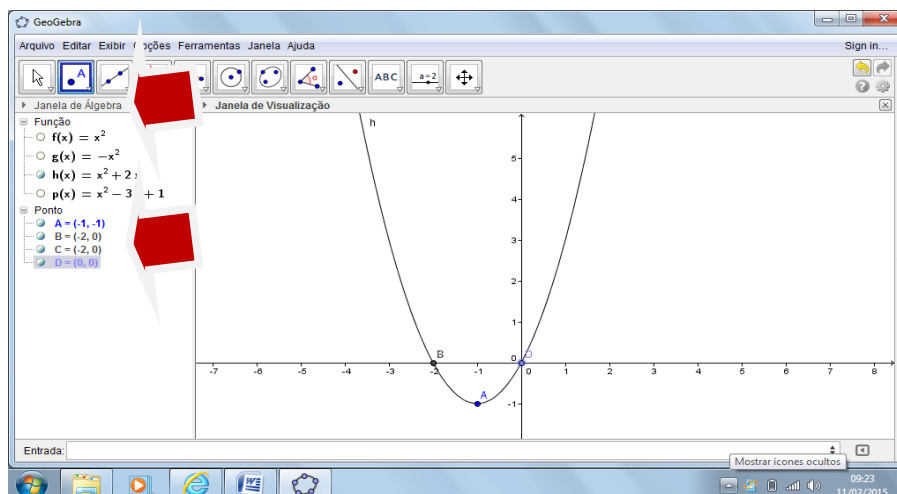 GeoGebra
Arquivo Editar Exibir Opções Ferramentas Janela Ajuda
Sign in...
A
α
ABC
a=2
Janela de Álgebra
Janela de Visualização
Função
f(x) = x²
g(x) = −x²
h(x) = x² + 2
p(x) = x² − 3 + 1
Ponto
A = (-1, -1)
B = (-2, 0)
C = (-2, 0)
D = (0, 0)
h
5
4
3
2
1
0
-1
-7 -6 -5 -4 -3 -2 -1 0 1 2 3 4 5 6 7 8
B
D
A
Entrada:
Mostrar ícones ocultos
W
09:23
11/02/2015